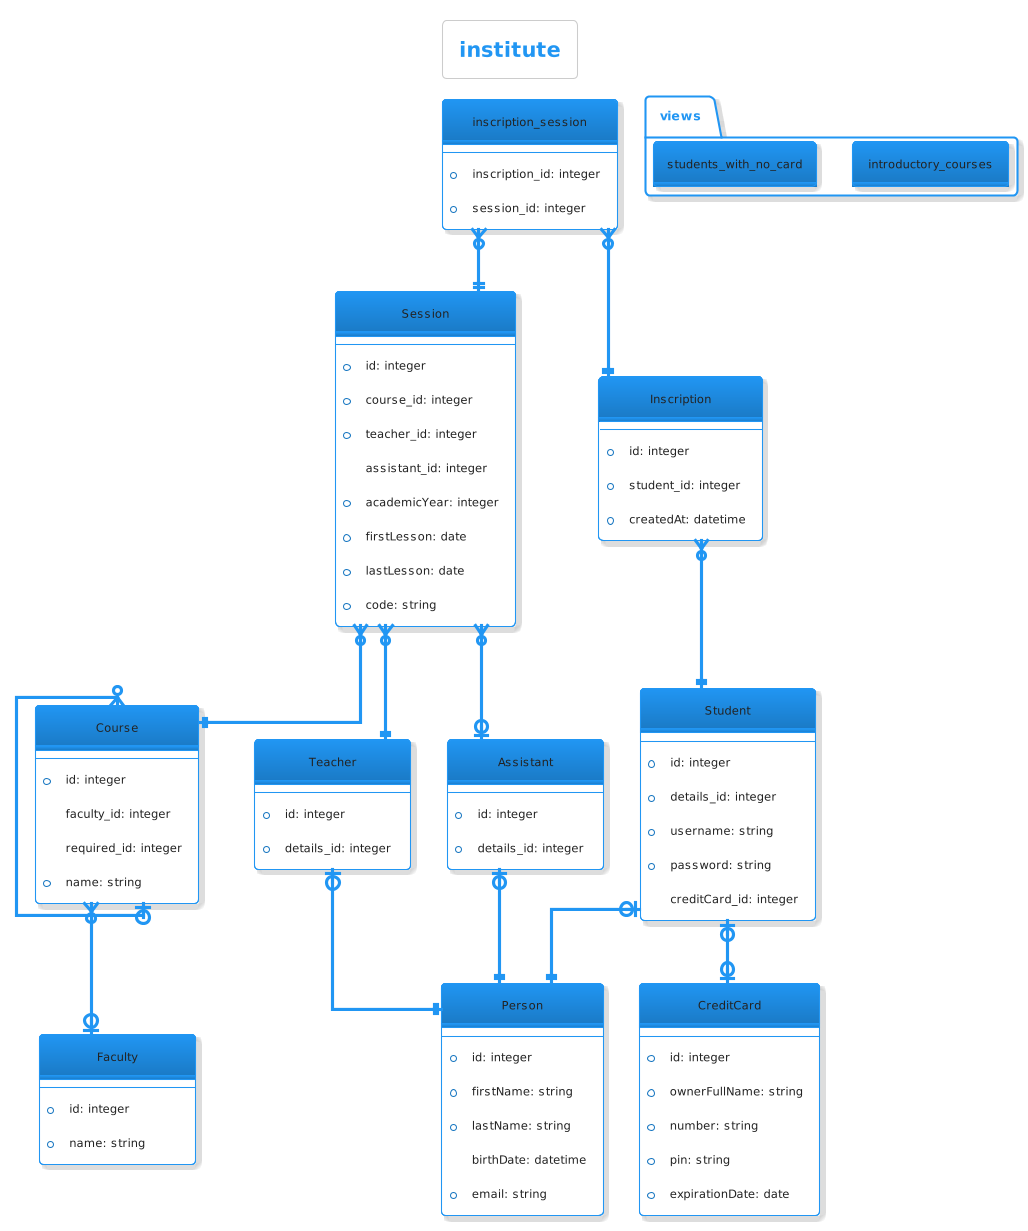 institute
inscription_session
inscription_id: integer
session_id: integer
views
students_with_no_card
introductory_courses
Session
id: integer
course_id: integer
teacher_id: integer
assistant_id: integer
academicYear: integer
firstLesson: date
lastLesson: date
code: string
Inscription
id: integer
student_id: integer
createdAt: datetime
Course
id: integer
faculty_id: integer
required_id: integer
name: string
Teacher
id: integer
details_id: integer
Assistant
id: integer
details_id: integer
Student
id: integer
details_id: integer
username: string
password: string
creditCard_id: integer
Faculty
id: integer
name: string
Person
id: integer
firstName: string
lastName: string
birthDate: datetime
email: string
CreditCard
id: integer
ownerFullName: string
number: string
pin: string
expirationDate: date